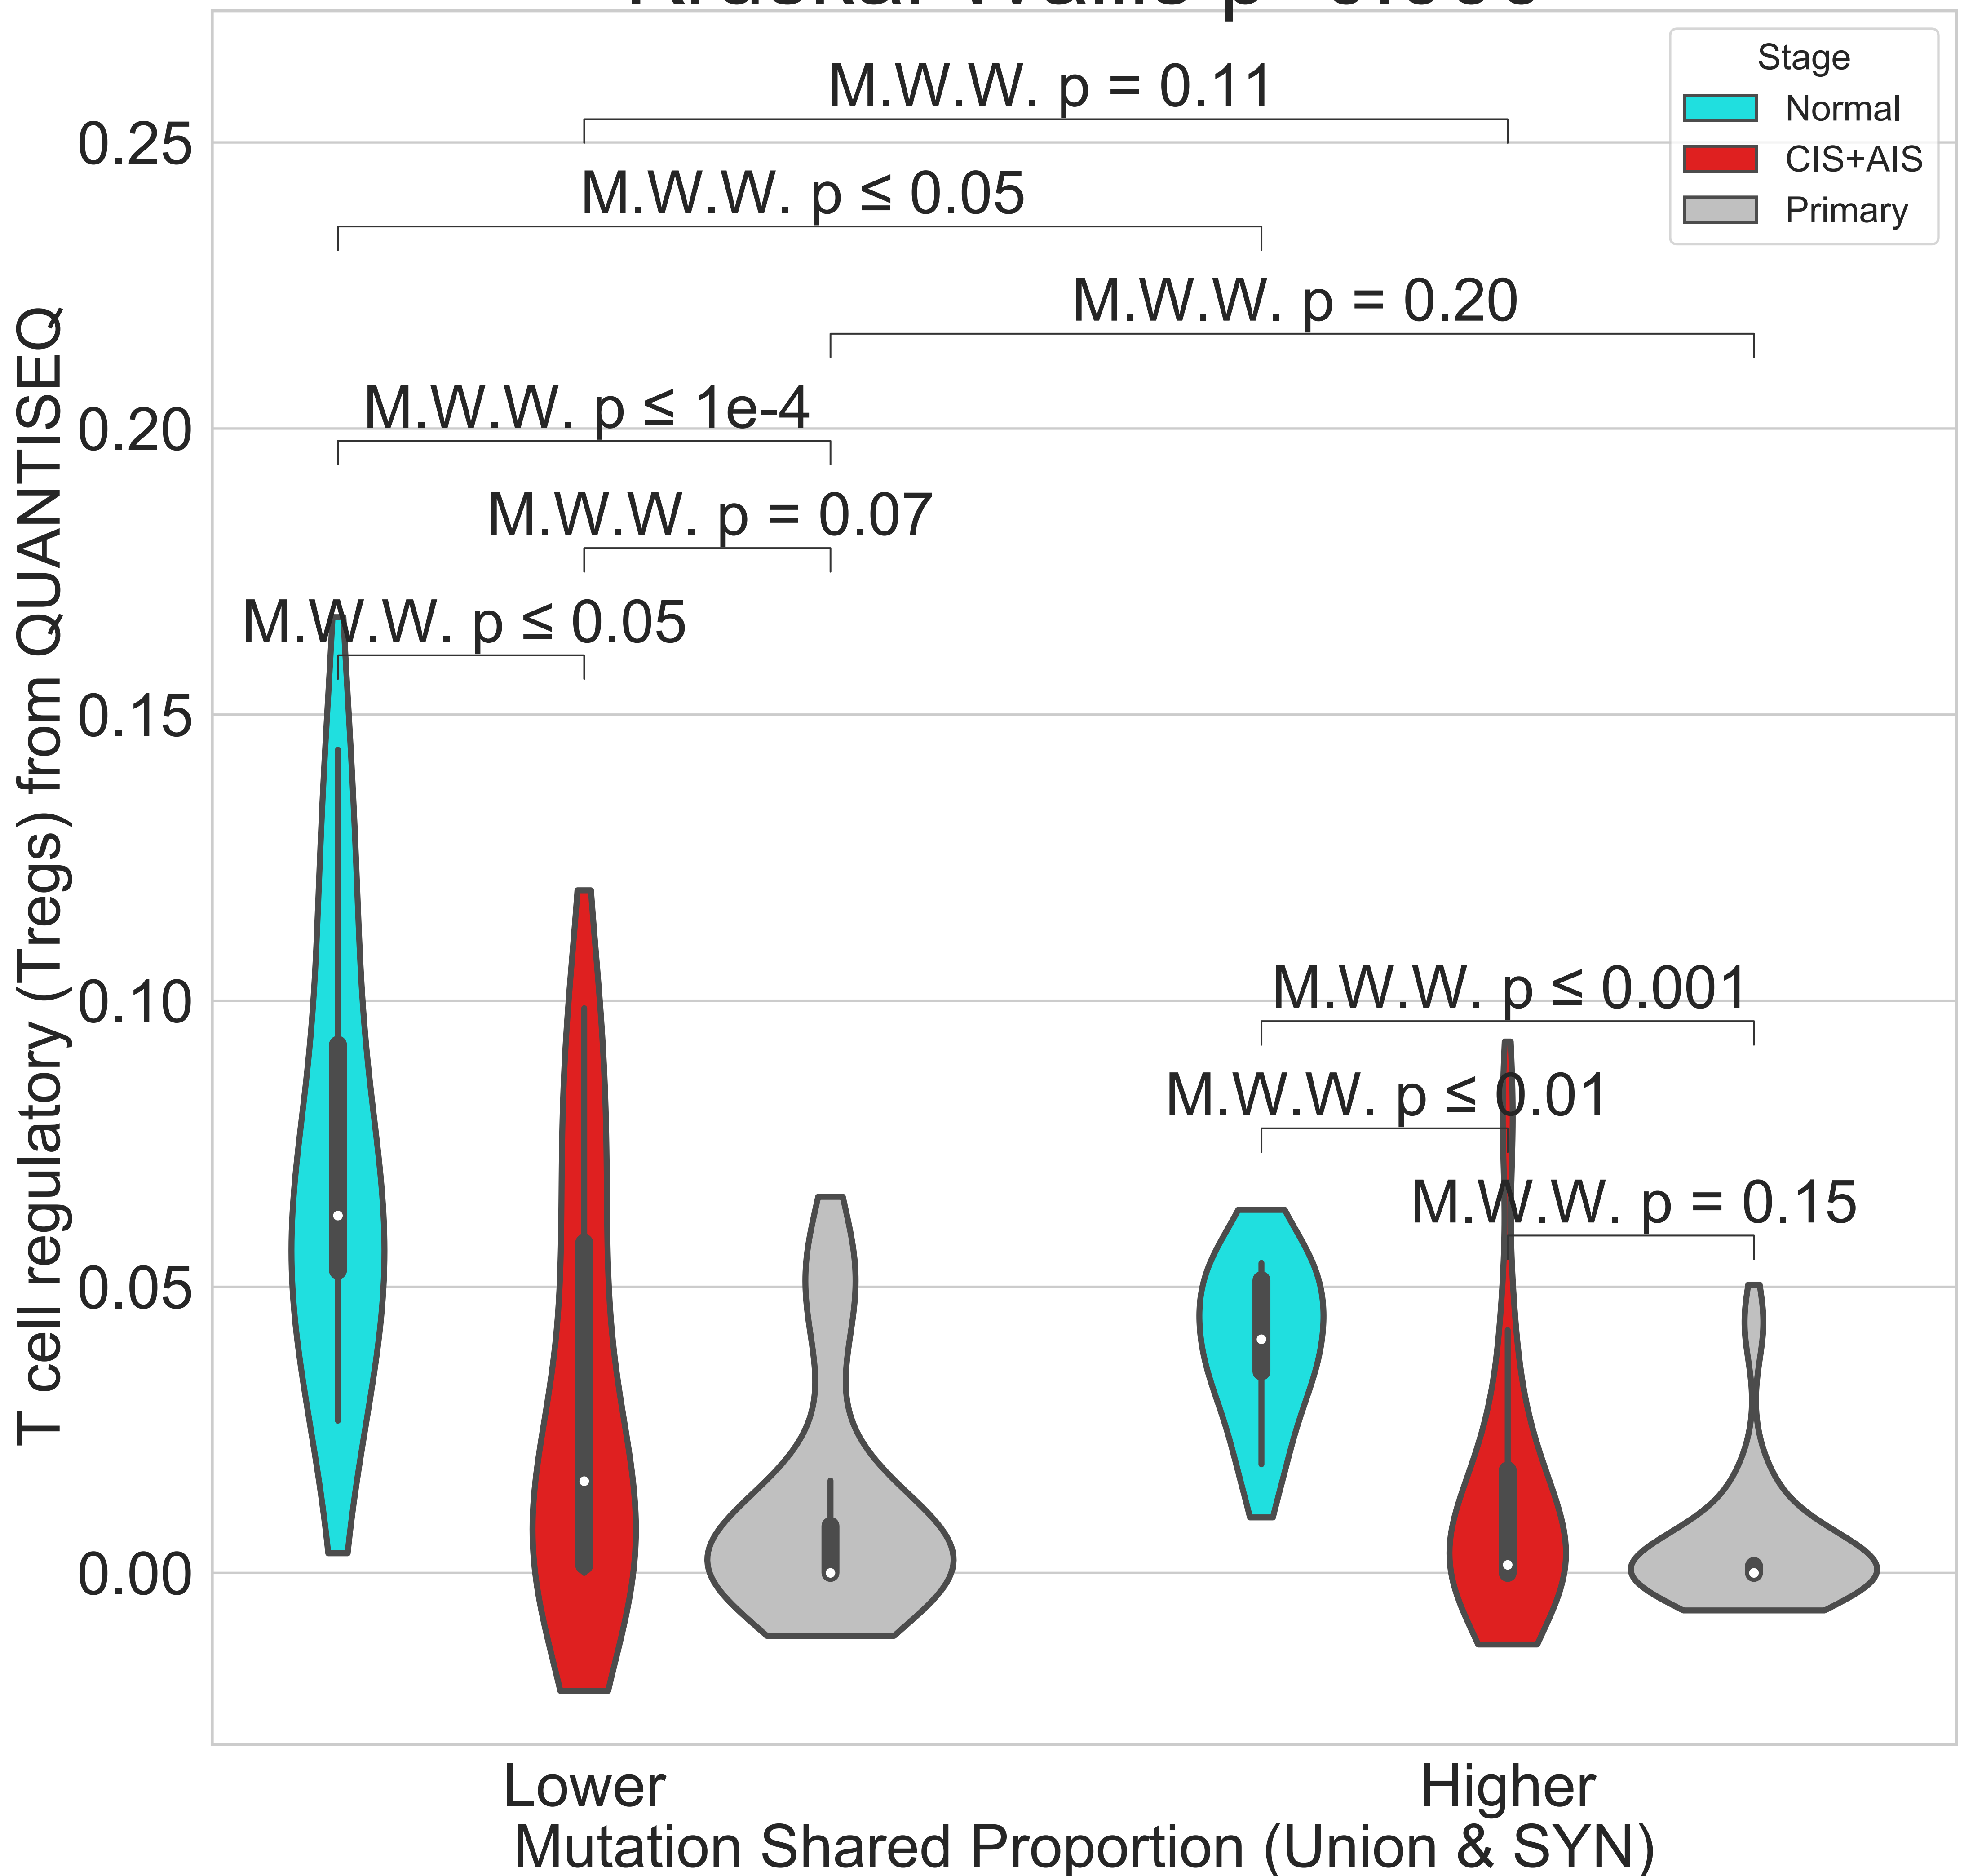 Stage
Normal
CIS+AIS
Primary
M.W.W. p = 0.11
M.W.W. p ≤ 0.05
M.W.W. p = 0.20
M.W.W. p ≤ 1e-4
M.W.W. p = 0.07
M.W.W. p ≤ 0.05
M.W.W. p ≤ 0.001
M.W.W. p ≤ 0.01
M.W.W. p = 0.15
T cell regulatory (Tregs) from QUANTISEQ
0.25
0.20
0.15
0.10
0.05
0.00
Lower
Higher
Mutation Shared Proportion (Union & SYN)